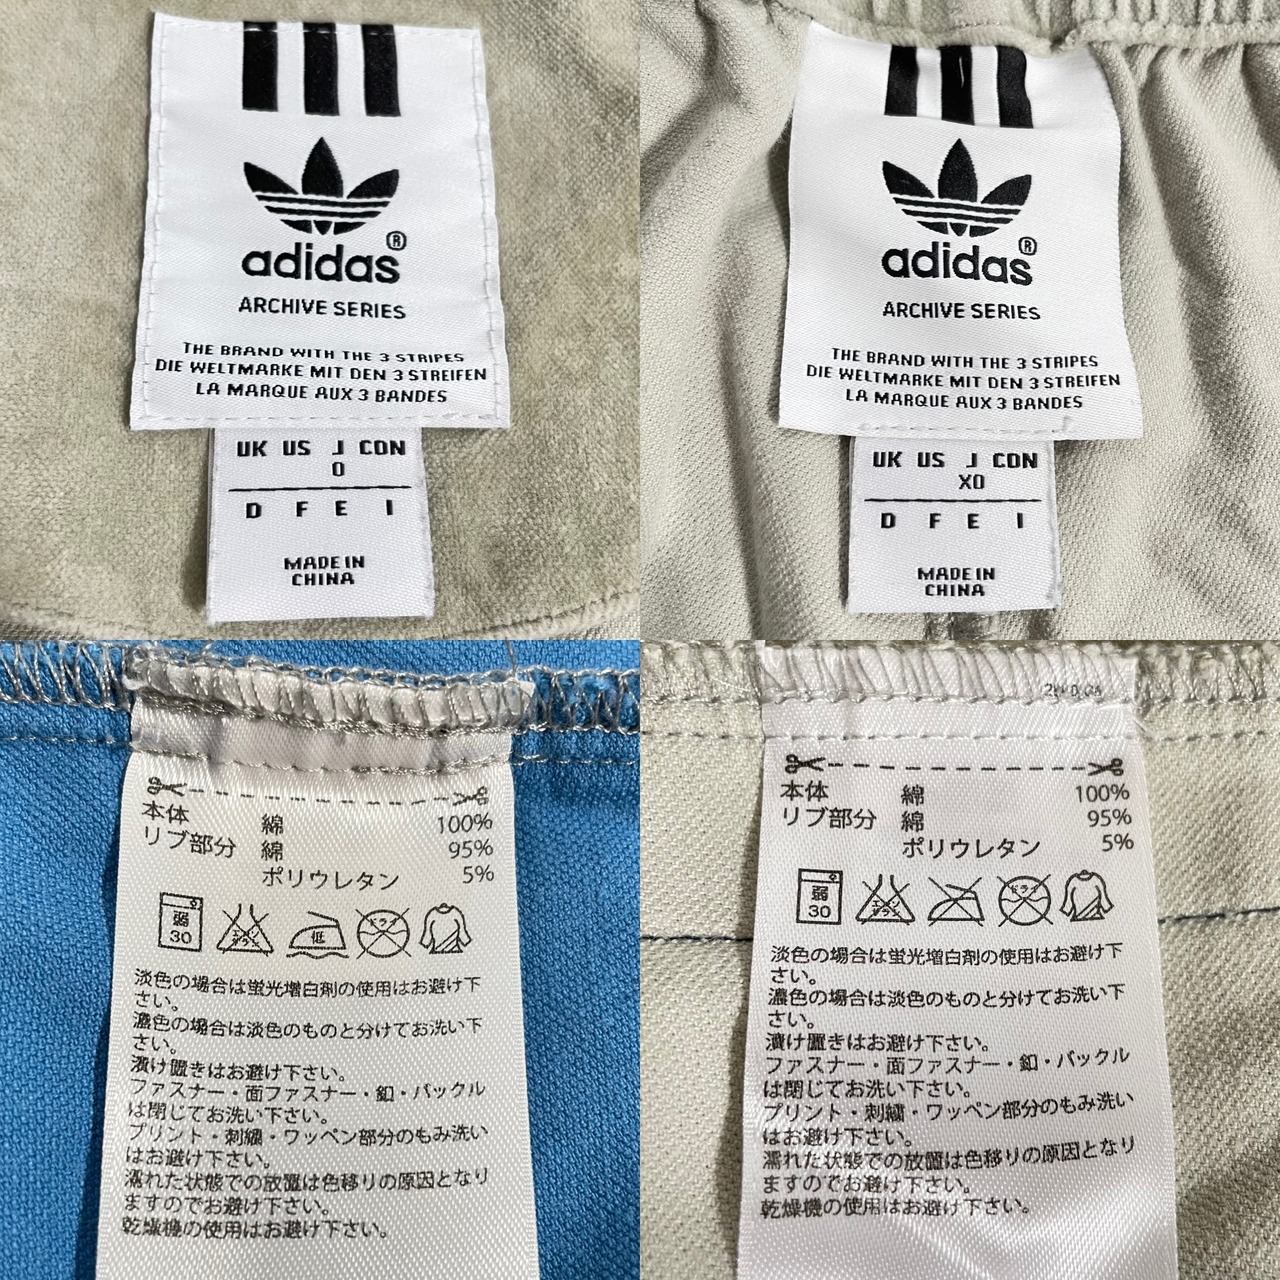 adidas®
ARCHIVE SERIES
THE BRAND WITH THE 3 STRIPES
DIE WELTMARKE MIT DEN 3 STREIFEN
LA MARQUE AUX 3 BANDES
UK US J CON
O
D F E I
MADE IN
CHINA
adidas®
ARCHIVE SERIES
THE BRAND WITH THE 3 STRIPES
DIE WELTMARKE MIT DEN 3 STREIFEN
LA MARQUE AUX 3 BANDES
UK US J CON
XO
D F E I
MADE IN
CHINA
本体 綿 100%
リブ部分 綿 95%
ポリウレタン 5%
弱 30 エンソ サラシ 低 ドライ
淡色の場合は蛍光増白剤の使用はお避け下
さい。
濃色の場合は淡色のものと分けてお洗い下
さい。
漬け置きはお避け下さい。
ファスナー・面ファスナー・釦・バックル
は閉じてお洗い下さい。
プリント・刺繍・ワッペン部分のもみ洗い
はお避け下さい。
濡れた状態での放置は色移りの原因となり
ますのでお避け下さい。
乾燥機の使用はお避け下さい。
本体 綿 100%
リブ部分 綿 95%
ポリウレタン 5%
弱 30 エンソ サラシ ドライ
淡色の場合は蛍光増白剤の使用はお避け下
さい。
濃色の場合は淡色のものと分けてお洗い下
さい。
漬け置きはお避け下さい。
ファスナー・面ファスナー・釦・バックル
は閉じてお洗い下さい。
プリント・刺繍・ワッペン部分のもみ洗い
はお避け下さい。
濡れた状態での放置は色移りの原因となり
ますのでお避け下さい。
乾燥機の使用はお避け下さい。